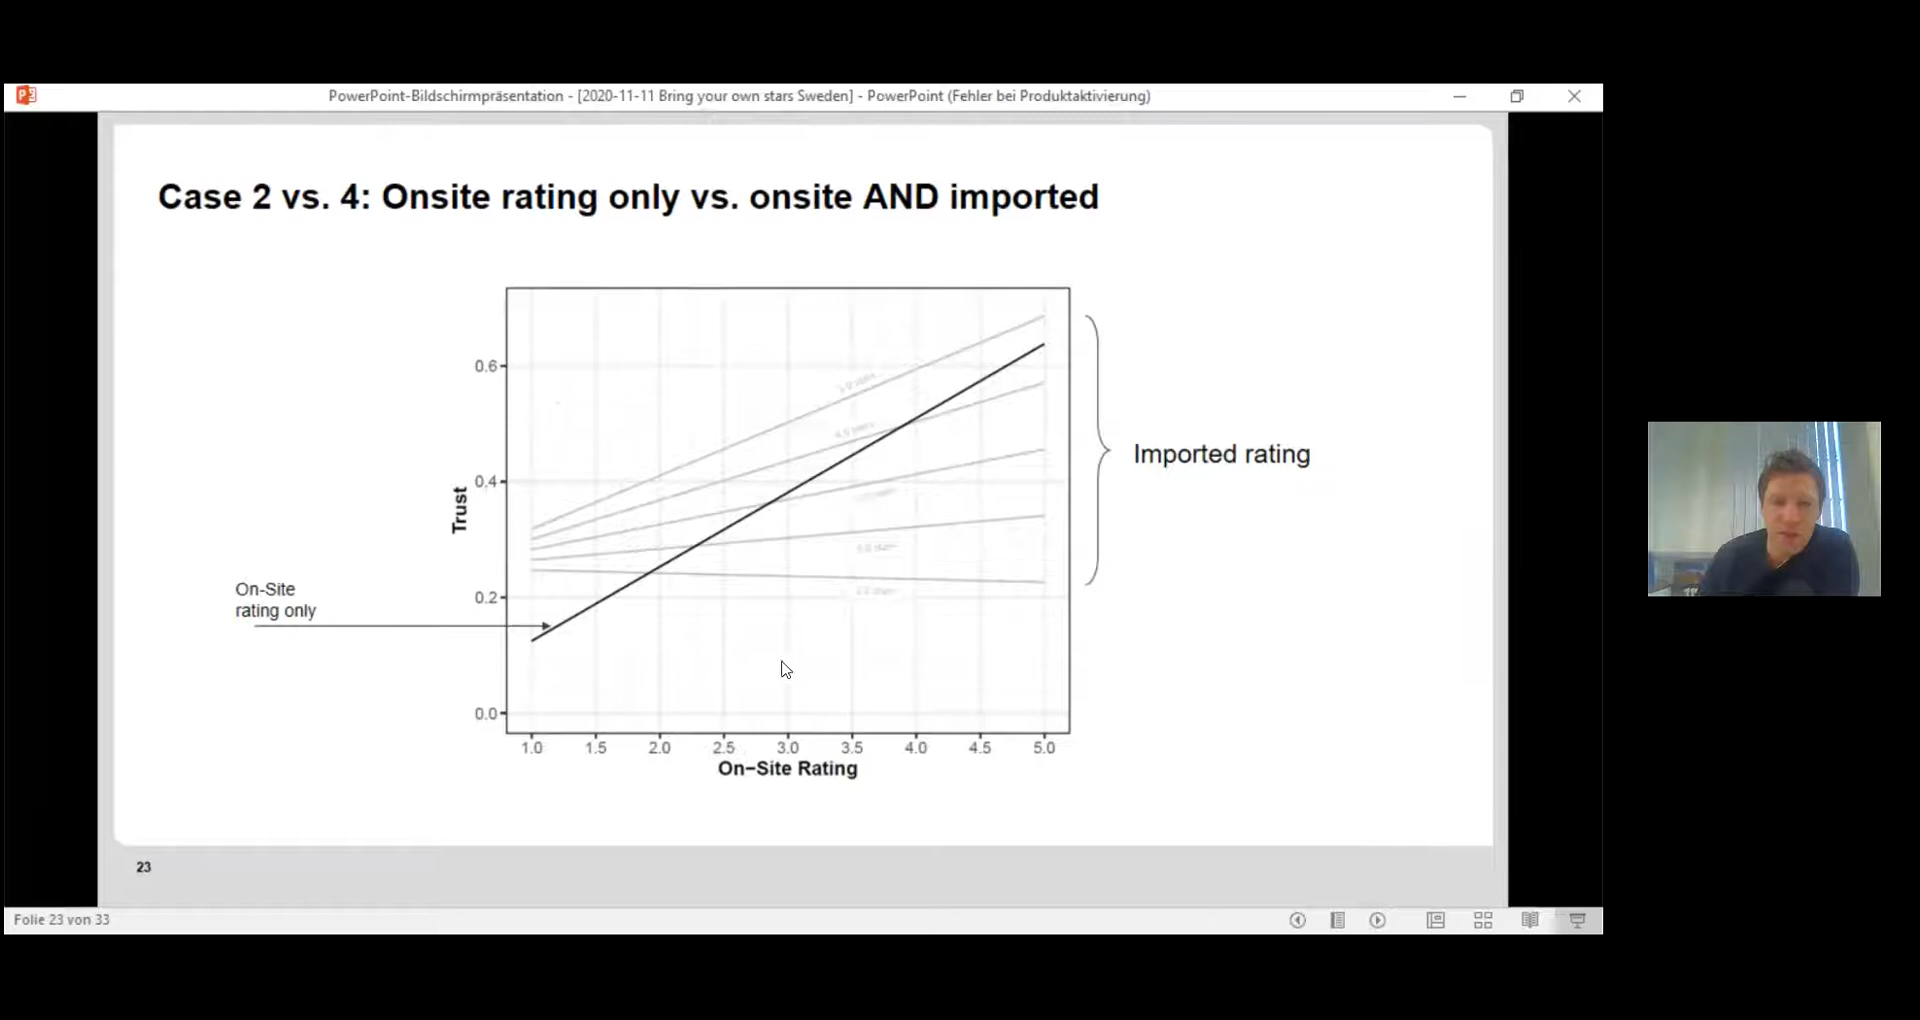 PowerPoint-Bildschirmpräsentation - [2020-11-11 Bring your own stars Sweden] - PowerPoint (Fehler bei Produktaktivierung)
Case 2 vs. 4: Onsite rating only vs. onsite AND imported
0.6
0.4
0.2
0.0
Trust
On-Site
rating only
Imported rating
1.0 1.5 2.0 2.5 3.0 3.5 4.0 4.5 5.0
On-Site Rating
23
Folie 23 von 33